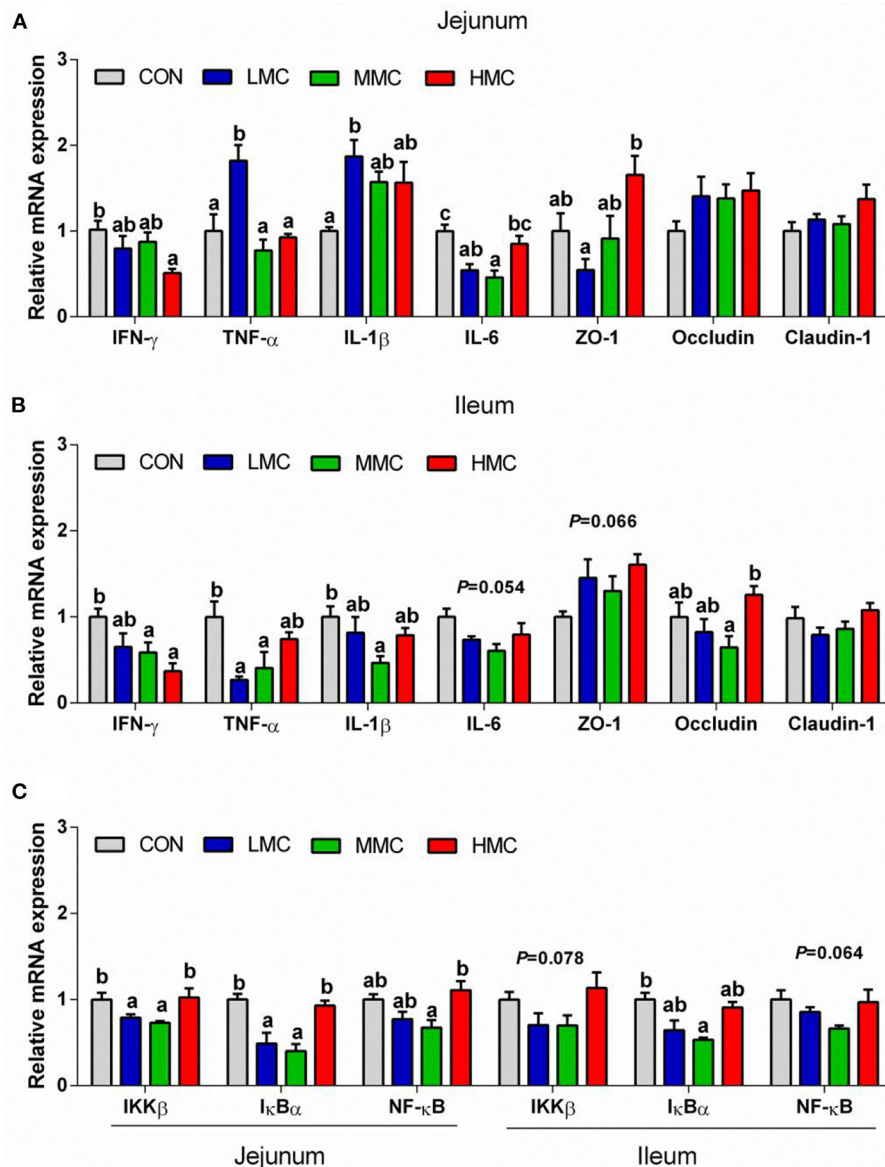 A
Jejunum
3
CON LMC MMC HMC
2
1
0
Relative mRNA expression
b ab ab a
a b a a
a b ab ab
c ab a bc
ab a ab b
IFN-γ TNF-α IL-1β IL-6 ZO-1 Occludin Claudin-1
B
Ileum
3
CON LMC MMC HMC
2
1
0
Relative mRNA expression
b ab a a
b a a ab
b ab a ab
P=0.054
P=0.066
ab ab a b
IFN-γ TNF-α IL-1β IL-6 ZO-1 Occludin Claudin-1
C
3
CON LMC MMC HMC
2
1
0
Relative mRNA expression
b a a b
b a a b
ab ab a b
P=0.078
b ab a ab
P=0.064
IKKβ IκBα NF-κB IKKβ IκBα NF-κB
Jejunum Ileum